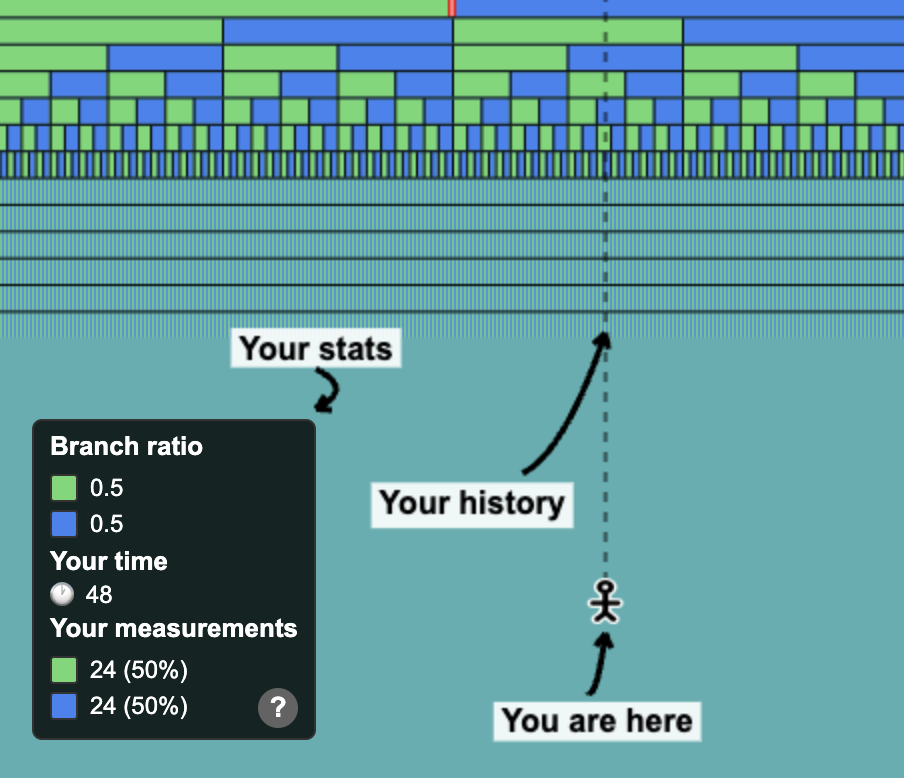 Your stats
Branch ratio
0.5
0.5
Your time
48
Your measurements
24 (50%)
24 (50%)
?
Your history
You are here